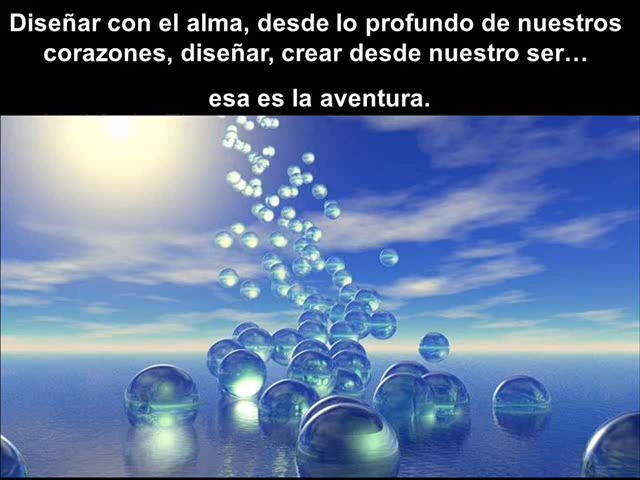 Diseñar con el alma, desde lo profundo de nuestros
corazones, diseñar, crear desde nuestro ser…
esa es la aventura.